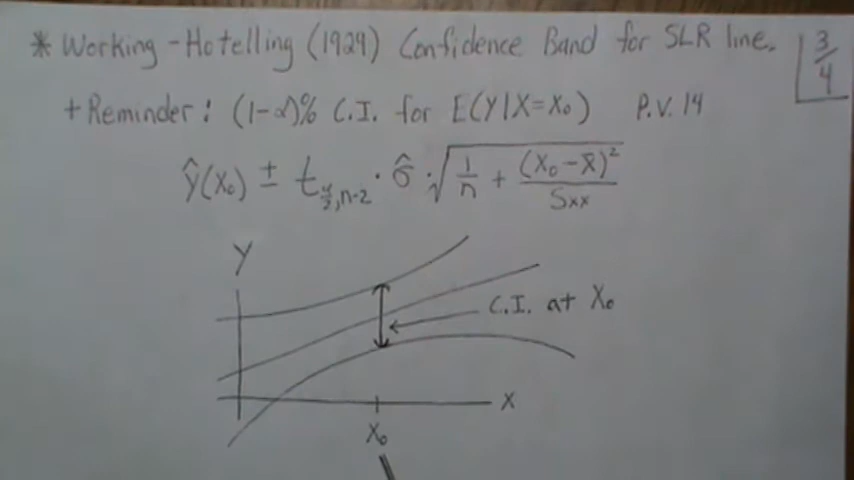 * Working-Hotelling (1929) Confidence Band for SLR line.
3/4
+ Reminder: (1-α)% C.I. for E(Y|X=X₀) P.V. 14
Ŷ(X₀) ± t_{α/2, n-2} · σ̂ · √(1/n + (X₀-X̄)²/Sxx)
Y
C.I. at X₀
X
X₀